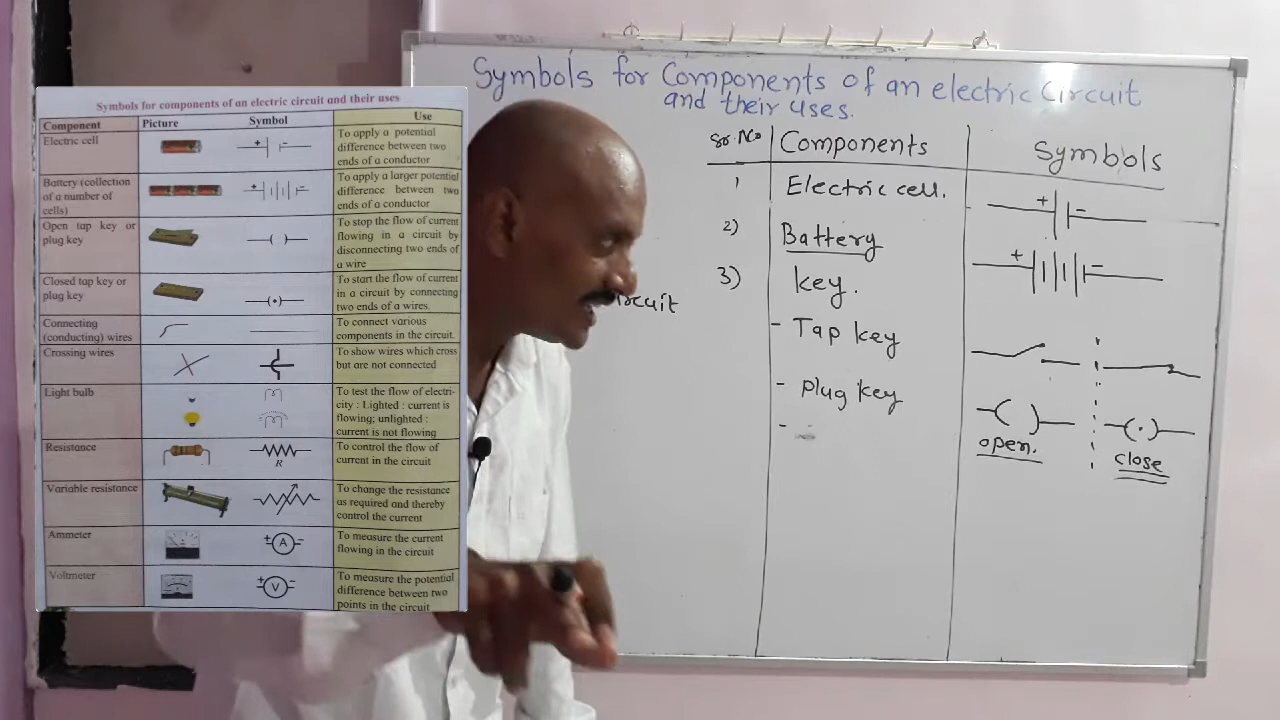 Symbols for Components of an electric Circuit
and their uses.
Sr. No Components Symbols
1 Electric cell. + -
2) Battery + -
3) key.
- Tap key
- Plug key
-
open. close
ircuit
Symbols for components of an electric circuit and their uses
Component Picture Symbol Use
Electric cell + - To apply a potential
difference between two
ends of a conductor
Battery (collection
of a number of
cells) + - To apply a larger potential
difference between two
ends of a conductor
Open tap key or
plug key To stop the flow of current
flowing in a circuit by
disconnecting two ends of
a wire
Closed tap key or
plug key To start the flow of current
in a circuit by connecting
two ends of a wires.
Connecting
(conducting) wires To connect various
components in the circuit.
Crossing wires To show wires which cross
but are not connected
Light bulb To test the flow of electri-
city : Lighted : current is
flowing; unlighted :
current is not flowing
Resistance R To control the flow of
current in the circuit
Variable resistance To change the resistance
as required and thereby
control the current
Ammeter + A - To measure the current
flowing in the circuit
Voltmeter + V - To measure the potential
difference between two
points in the circuit